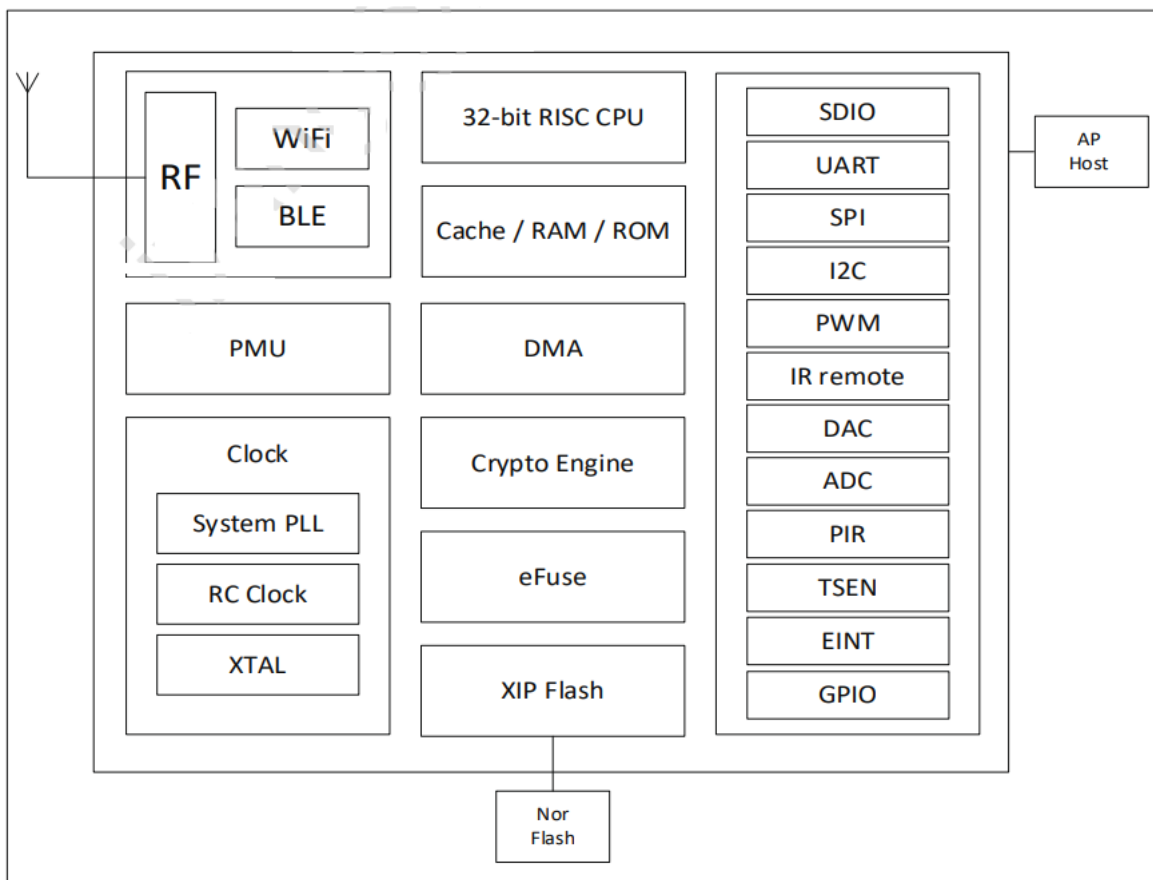 RF
WiFi
BLE
PMU
Clock
System PLL
RC Clock
XTAL
32-bit RISC CPU
Cache / RAM / ROM
DMA
Crypto Engine
eFuse
XIP Flash
SDIO
UART
SPI
I2C
PWM
IR remote
DAC
ADC
PIR
TSEN
EINT
GPIO
AP
Host
Nor
Flash